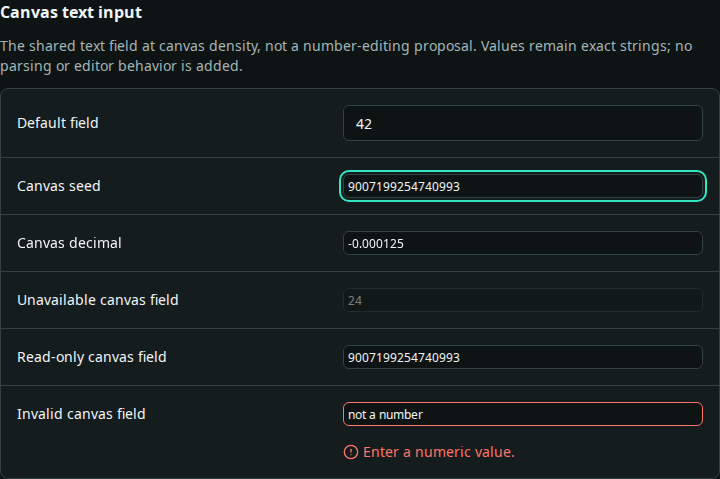 Canvas text input
The shared text field at canvas density, not a number-editing proposal. Values remain exact strings; no
parsing or editor behavior is added.
Default field
42
Canvas seed
9007199254740993
Canvas decimal
-0.000125
Unavailable canvas field
24
Read-only canvas field
9007199254740993
Invalid canvas field
not a number
Enter a numeric value.